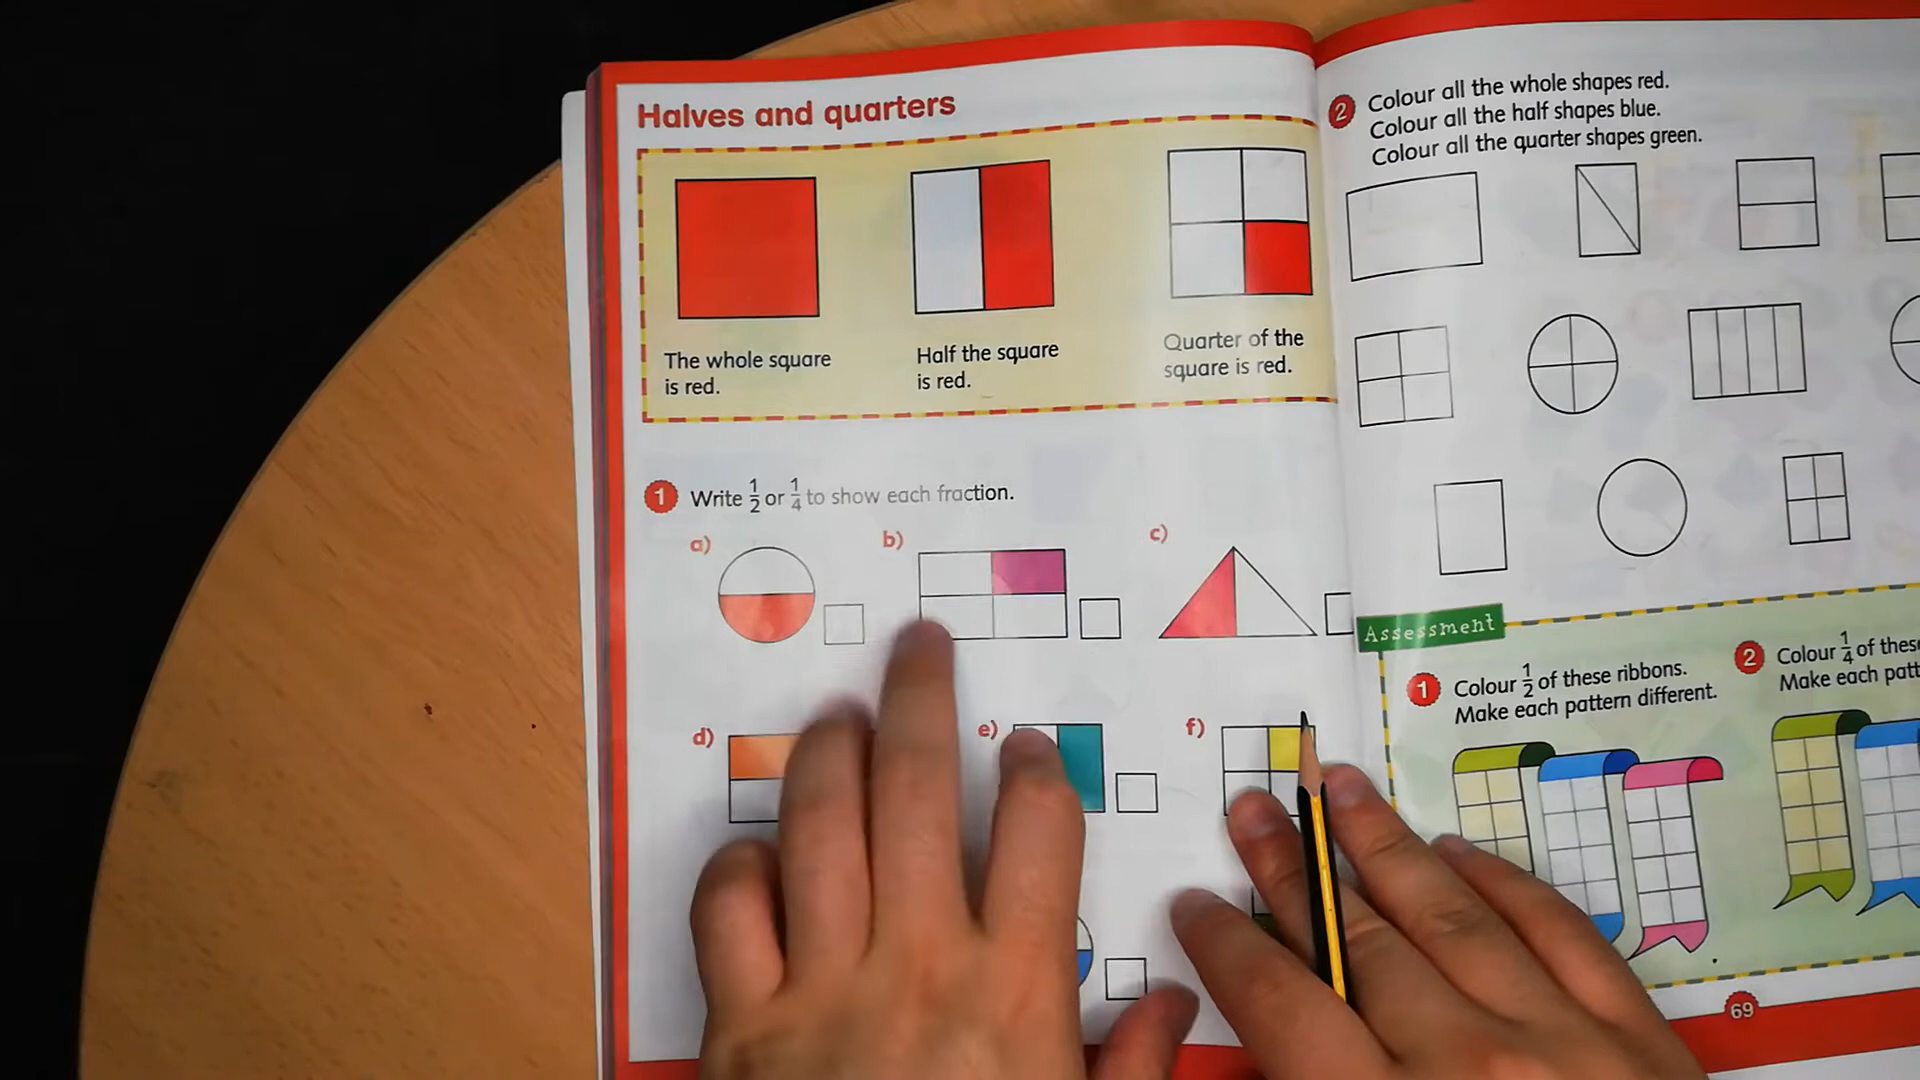 Halves and quarters
The whole square
is red.
Half the square
is red.
Quarter of the
square is red.
1 Write 1/2 or 1/4 to show each fraction.
a)
b)
c)
d)
e)
f)
2 Colour all the whole shapes red.
Colour all the half shapes blue.
Colour all the quarter shapes green.
Assessment
1 Colour 1/2 of these ribbons.
Make each pattern different.
2 Colour 1/4 of
Make each
69